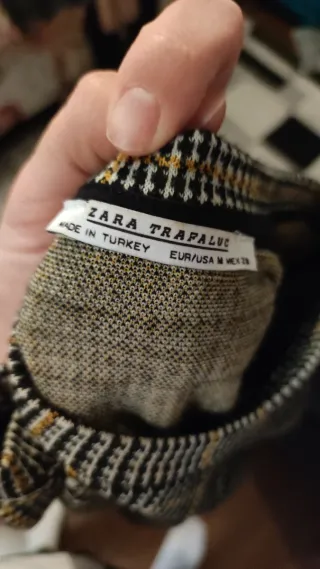 ZARA TRAFALUC
MADE IN TURKEY EUR/USA M MEX 28